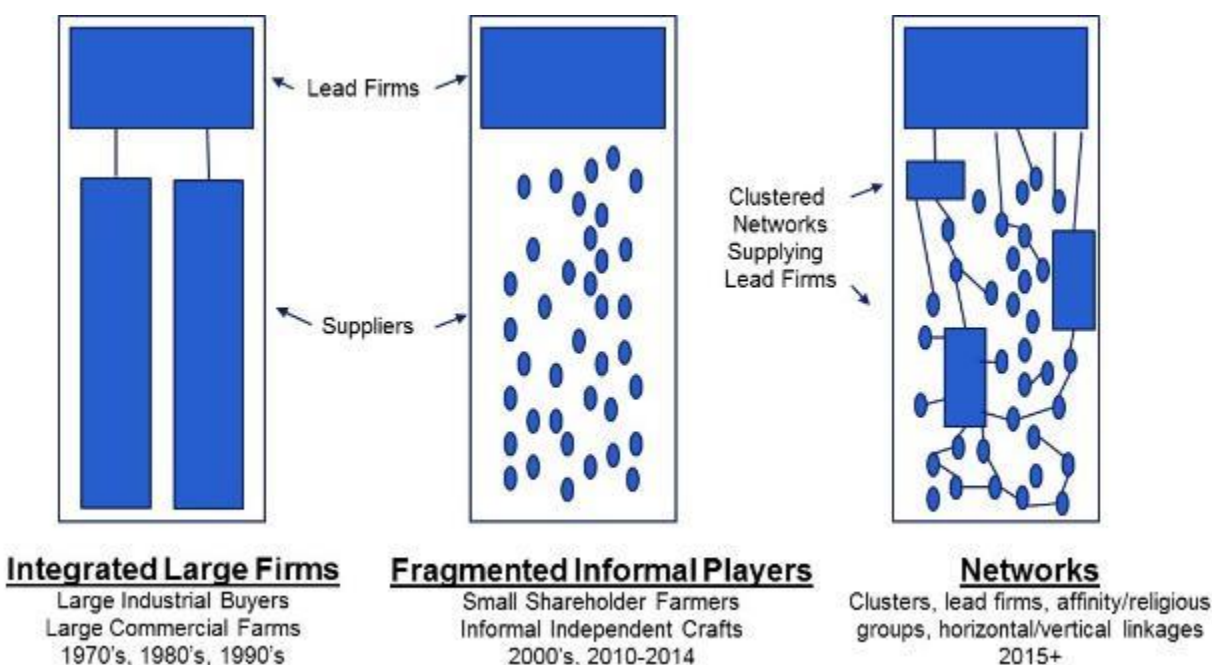 Lead Firms
Suppliers
Clustered
Networks
Supplying
Lead Firms
Integrated Large Firms
Large Industrial Buyers
Large Commercial Farms
1970's, 1980's, 1990's
Fragmented Informal Players
Small Shareholder Farmers
Informal Independent Crafts
2000's, 2010-2014
Networks
Clusters, lead firms, affinity/religious
groups, horizontal/vertical linkages
2015+